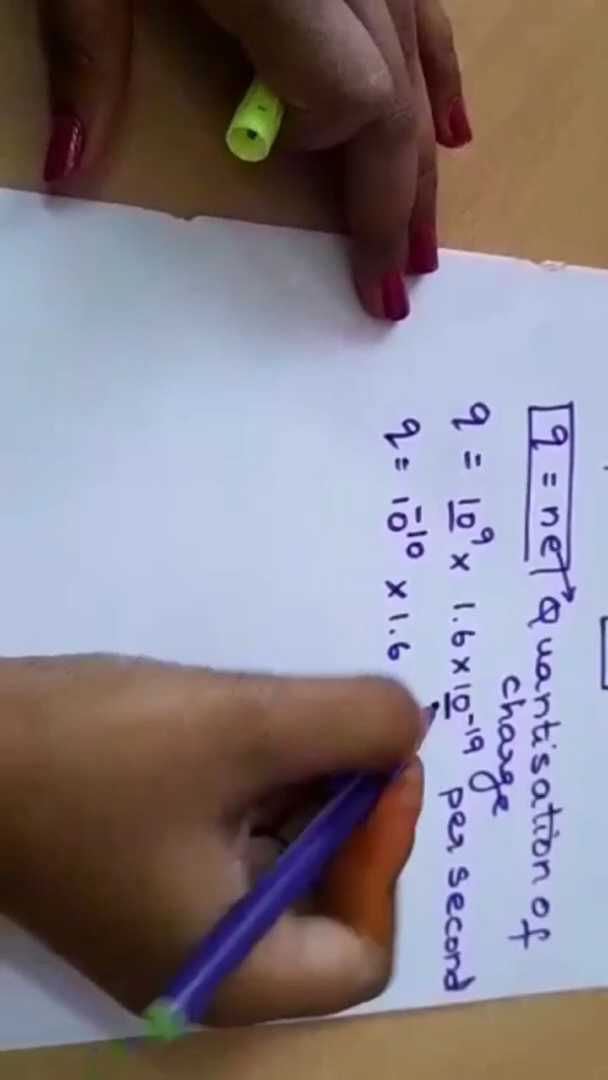 q = ne → Quantisation of
charge
q = 10⁹ x 1.6 x 10⁻¹⁹ per second
q = 10⁻¹⁰ x 1.6